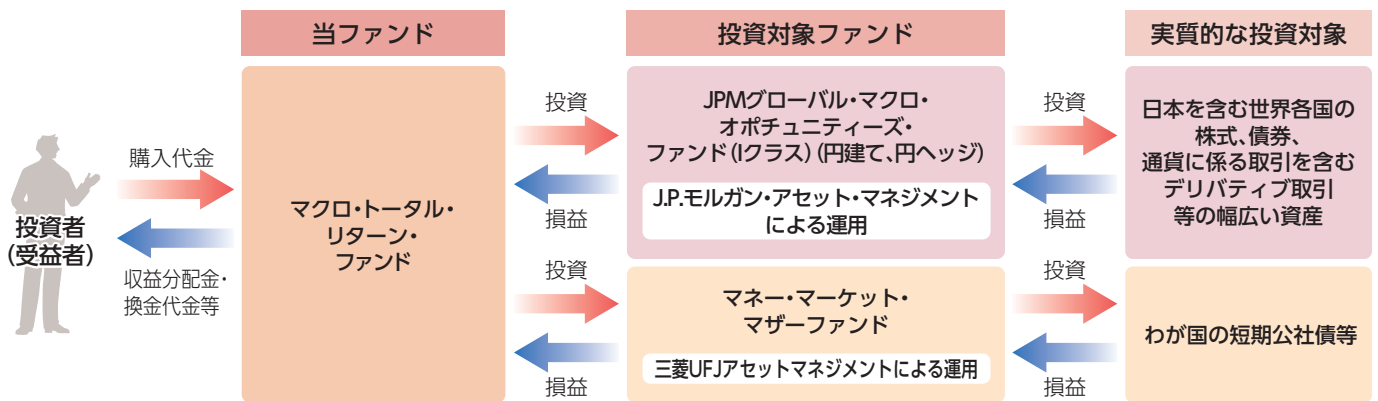 当ファンド
投資対象ファンド
実質的な投資対象
投資者
(受益者)
購入代金
収益分配金・
換金代金等
マクロ・トータル・
リターン・
ファンド
投資
損益
JPMグローバル・マクロ・
オポチュニティーズ・
ファンド(Iクラス)(円建て、円ヘッジ)
J.P.モルガン・アセット・マネジメント
による運用
投資
損益
日本を含む世界各国の
株式、債券、
通貨に係る取引を含む
デリバティブ取引
等の幅広い資産
投資
損益
マネー・マーケット・
マザーファンド
三菱UFJアセットマネジメントによる運用
投資
損益
わが国の短期公社債等